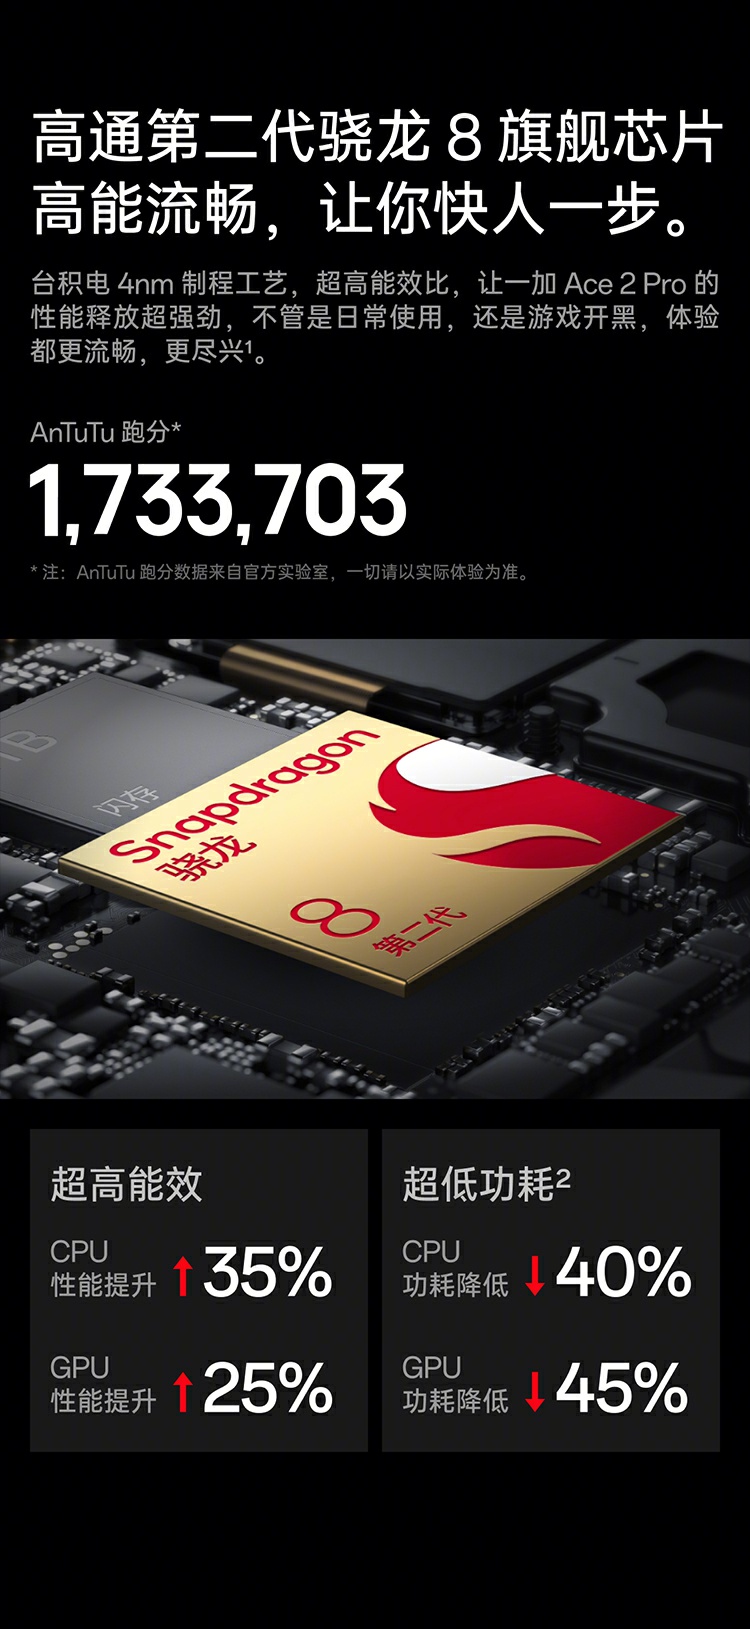 高通第二代骁龙 8 旗舰芯片
高能流畅，让你快人一步。
台积电 4nm 制程工艺，超高能效比，让一加 Ace 2 Pro 的
性能释放超强劲，不管是日常使用，还是游戏开黑，体验
都更流畅，更尽兴¹。
AnTuTu 跑分*
1,733,703
* 注：AnTuTu 跑分数据来自官方实验室，一切请以实际体验为准。
1B
闪存
Snapdragon
骁龙
8
第二代
超高能效
CPU
性能提升 ↑35%
GPU
性能提升 ↑25%
超低功耗²
CPU
功耗降低 ↓40%
GPU
功耗降低 ↓45%